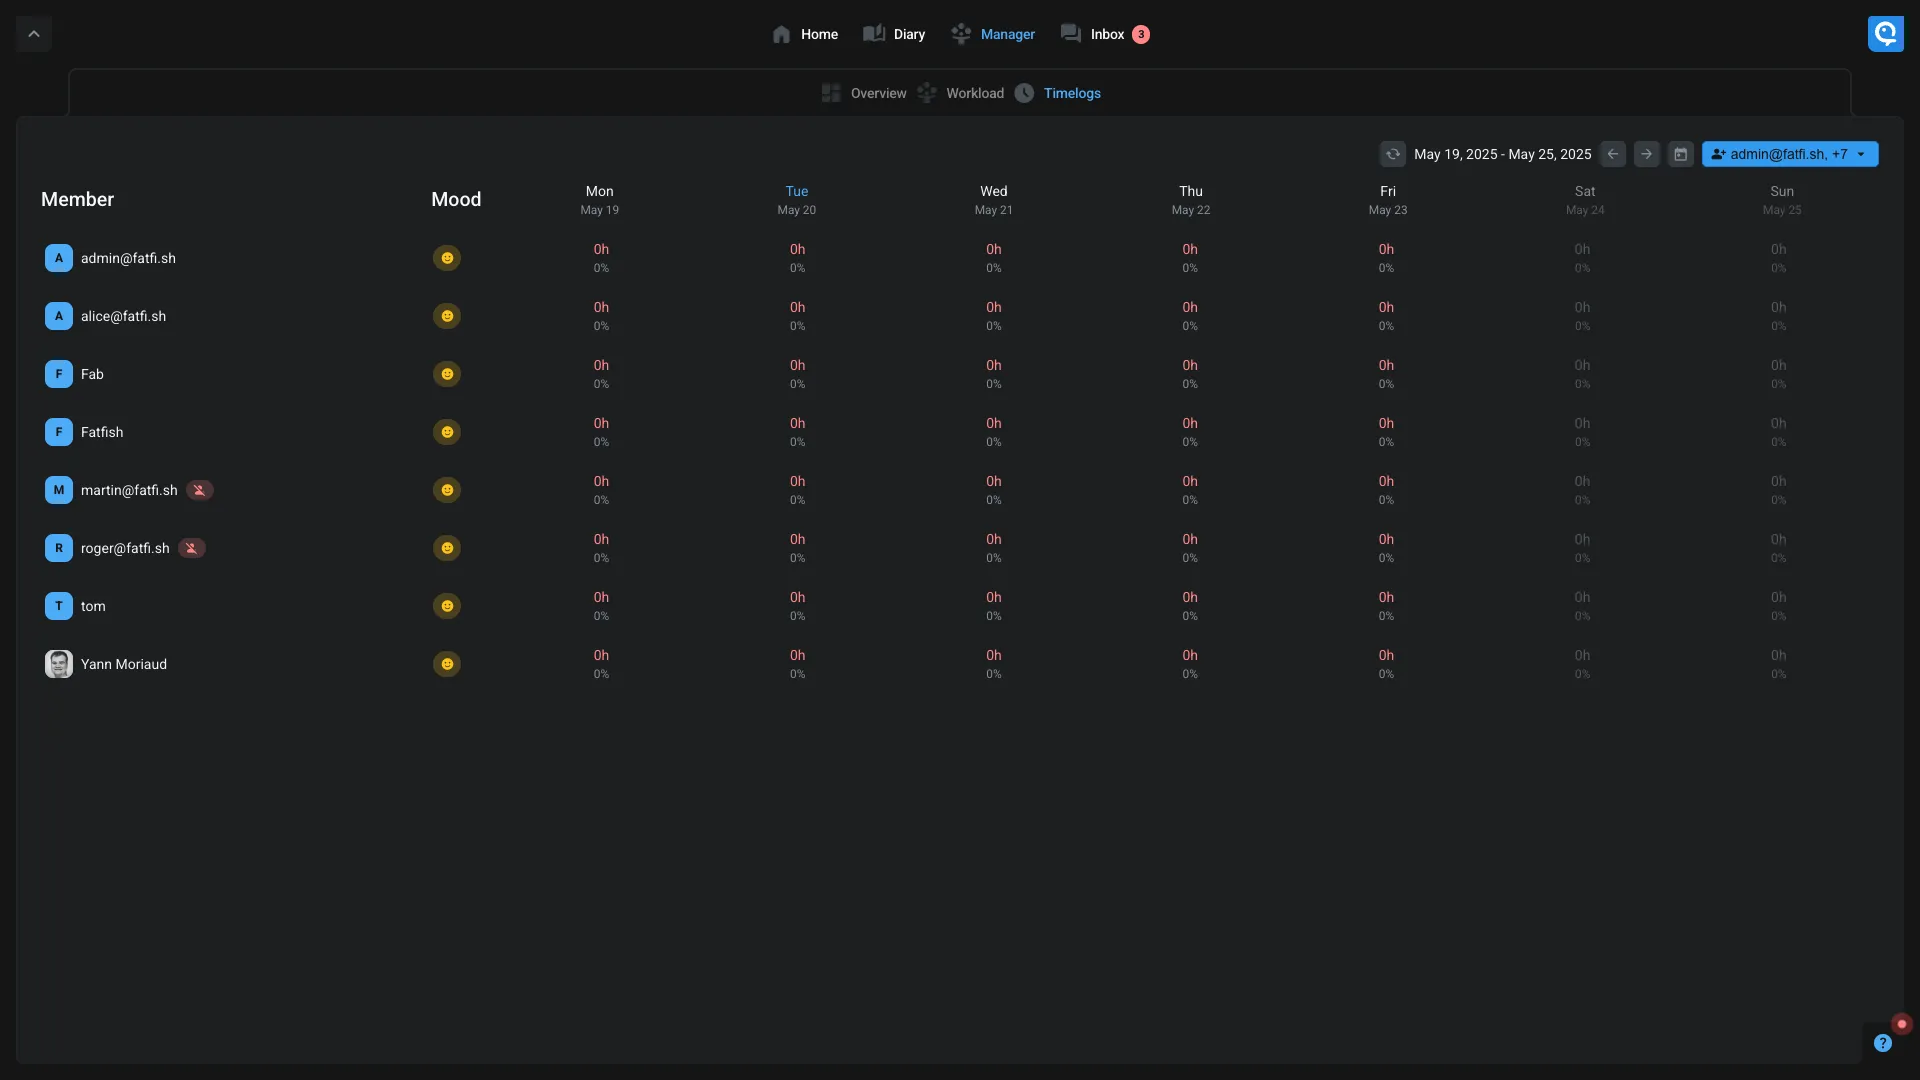 Home Diary Manager Inbox 3
Overview Workload Timelogs
May 19, 2025 - May 25, 2025 admin@fatfi.sh, +7
Member Mood Mon Tue Wed Thu Fri Sat Sun
May 19 May 20 May 21 May 22 May 23 May 24 May 25
A admin@fatfi.sh 0h 0h 0h 0h 0h 0h 0h
0% 0% 0% 0% 0% 0% 0%
A alice@fatfi.sh 0h 0h 0h 0h 0h 0h 0h
0% 0% 0% 0% 0% 0% 0%
F Fab 0h 0h 0h 0h 0h 0h 0h
0% 0% 0% 0% 0% 0% 0%
F Fatfish 0h 0h 0h 0h 0h 0h 0h
0% 0% 0% 0% 0% 0% 0%
M martin@fatfi.sh 0h 0h 0h 0h 0h 0h 0h
0% 0% 0% 0% 0% 0% 0%
R roger@fatfi.sh 0h 0h 0h 0h 0h 0h 0h
0% 0% 0% 0% 0% 0% 0%
T tom 0h 0h 0h 0h 0h 0h 0h
0% 0% 0% 0% 0% 0% 0%
Yann Moriaud 0h 0h 0h 0h 0h 0h 0h
0% 0% 0% 0% 0% 0% 0%
?